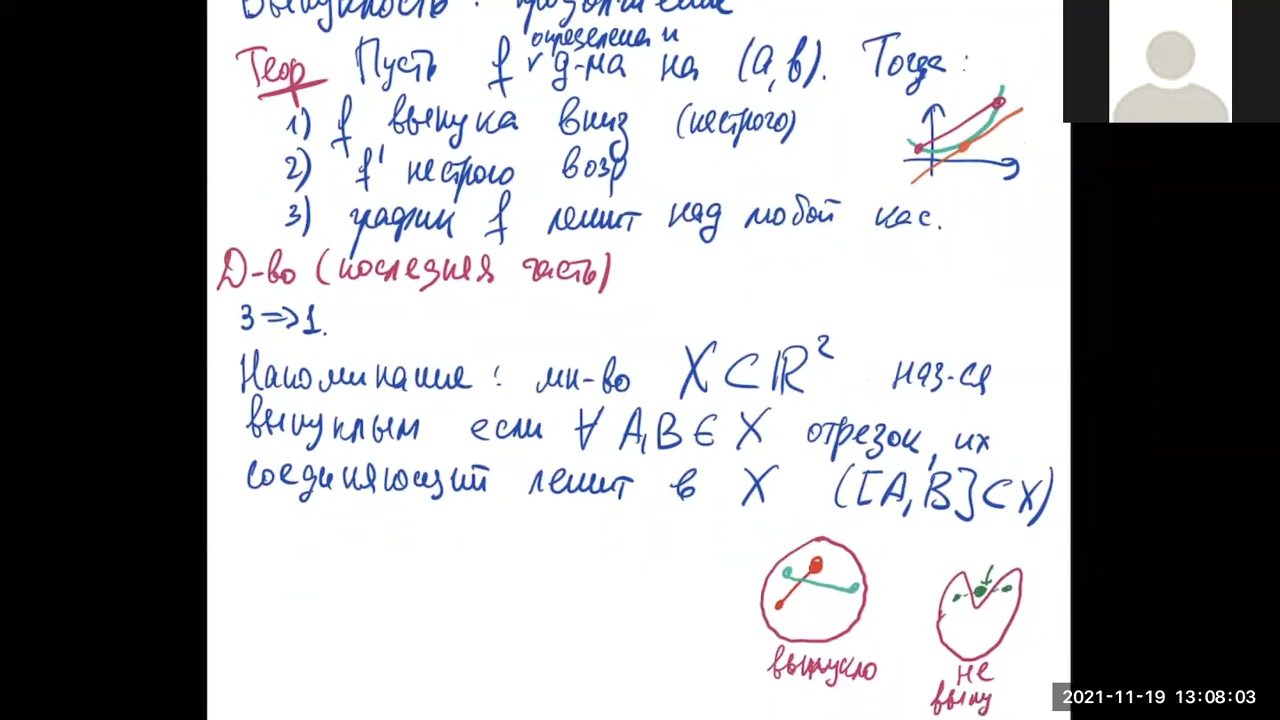 Выпуклость: продолжение
определена и
Теор Пусть f д-ма на (a,b). Тогда:
1) f выпукла вниз (нестрого)
2) f' нестрого возр
3) график f лежит над любой кас.
Д-во (последняя часть)
3 => 1.
Напоминание: мн-во X ⊂ ℝ² наз-ся
выпуклым если ∀ A,B ∈ X отрезок, их
соединяющий лежит в X ([A,B] ⊂ X)
выпукло
не
выпу
2021-11-19 13:08:03